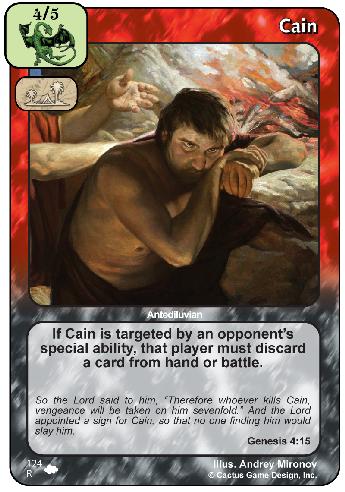 4/5
Cain
Antediluvian
If Cain is targeted by an opponent's
special ability, that player must discard
a card from hand or battle.
So the Lord said to him, "Therefore whoever kills Cain,
vengeance will be taken on him sevenfold." And the Lord
appointed a sign for Cain, so that no one finding him would
slay him.
Genesis 4:15
124
R
Illus. Andrey Mironov
© Cactus Game Design, Inc.